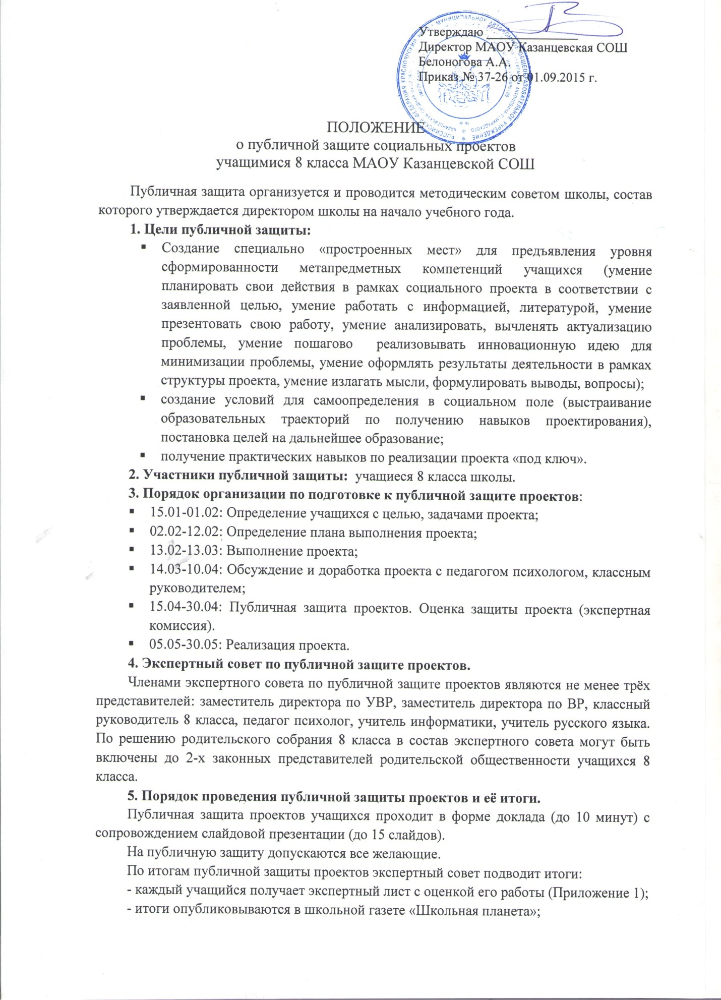 Утверждаю
Директор МАОУ Казанцевская СОШ
Белоногова А.А.
Приказ № 37-26 от 01.09.2015 г.
МУНИЦИПАЛЬНОЕ АВТОНОМНОЕ ОБЩЕОБРАЗОВАТЕЛЬНОЕ УЧРЕЖДЕНИЕ * РОССИЙСКАЯ ФЕДЕРАЦИЯ КРАСНОЯРСКИЙ
ПОЛОЖЕНИЕ
о публичной защите социальных проектов
учащимися 8 класса МАОУ Казанцевской СОШ
Публичная защита организуется и проводится методическим советом школы, состав
которого утверждается директором школы на начало учебного года.
1. Цели публичной защиты:
▪ Создание специально «простроенных мест» для предъявления уровня
сформированности метапредметных компетенций учащихся (умение
планировать свои действия в рамках социального проекта в соответствии с
заявленной целью, умение работать с информацией, литературой, умение
презентовать свою работу, умение анализировать, вычленять актуализацию
проблемы, умение пошагово реализовывать инновационную идею для
минимизации проблемы, умение оформлять результаты деятельности в рамках
структуры проекта, умение излагать мысли, формулировать выводы, вопросы);
▪ создание условий для самоопределения в социальном поле (выстраивание
образовательных траекторий по получению навыков проектирования),
постановка целей на дальнейшее образование;
▪ получение практических навыков по реализации проекта «под ключ».
2. Участники публичной защиты: учащиеся 8 класса школы.
3. Порядок организации по подготовке к публичной защите проектов:
▪ 15.01-01.02: Определение учащихся с целью, задачами проекта;
▪ 02.02-12.02: Определение плана выполнения проекта;
▪ 13.02-13.03: Выполнение проекта;
▪ 14.03-10.04: Обсуждение и доработка проекта с педагогом психологом, классным
руководителем;
▪ 15.04-30.04: Публичная защита проектов. Оценка защиты проекта (экспертная
комиссия).
▪ 05.05-30.05: Реализация проекта.
4. Экспертный совет по публичной защите проектов.
Членами экспертного совета по публичной защите проектов являются не менее трёх
представителей: заместитель директора по УВР, заместитель директора по ВР, классный
руководитель 8 класса, педагог психолог, учитель информатики, учитель русского языка.
По решению родительского собрания 8 класса в состав экспертного совета могут быть
включены до 2-х законных представителей родительской общественности учащихся 8
класса.
5. Порядок проведения публичной защиты проектов и её итоги.
Публичная защита проектов учащихся проходит в форме доклада (до 10 минут) с
сопровождением слайдовой презентации (до 15 слайдов).
На публичную защиту допускаются все желающие.
По итогам публичной защиты проектов экспертный совет подводит итоги:
- каждый учащийся получает экспертный лист с оценкой его работы (Приложение 1);
- итоги опубликовываются в школьной газете «Школьная планета»;